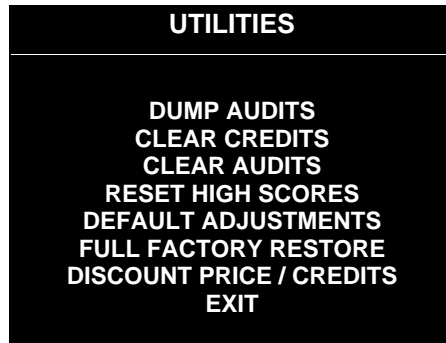 UTILITIES
DUMP AUDITS
CLEAR CREDITS
CLEAR AUDITS
RESET HIGH SCORES
DEFAULT ADJUSTMENTS
FULL FACTORY RESTORE
DISCOUNT PRICE / CREDITS
EXIT